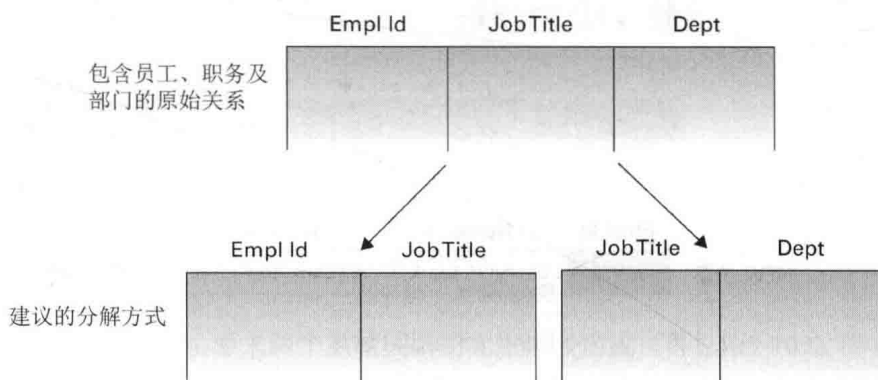 Empl Id JobTitle Dept
包含员工、职务及
部门的原始关系
Empl Id JobTitle JobTitle Dept
建议的分解方式